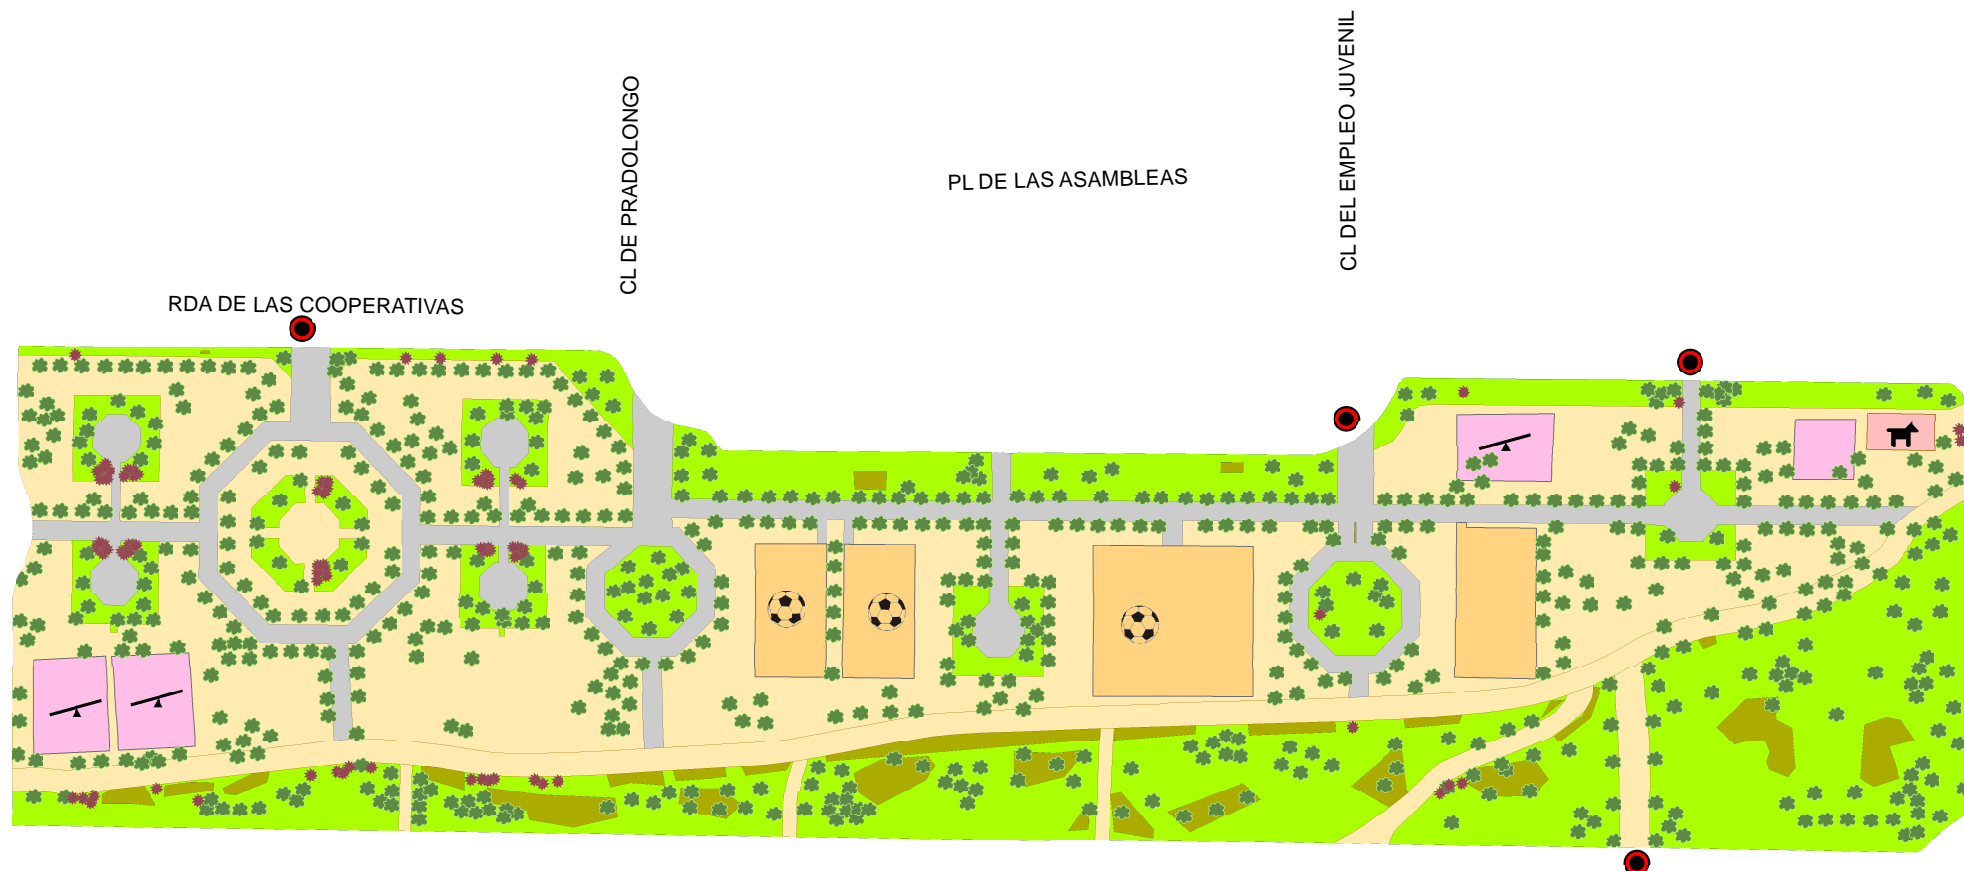 RDA DE LAS COOPERATIVAS
CL DE PRADOLONGO
PL DE LAS ASAMBLEAS
CL DEL EMPLEO JUVENIL